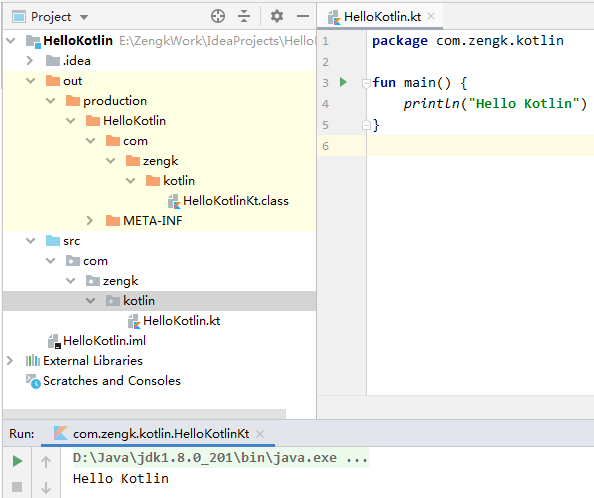 Project
HelloKotlin E:\ZengkWork\IdeaProjects\Hello
.idea
out
production
HelloKotlin
com
zengk
kotlin
HelloKotlinKt.class
META-INF
src
com
zengk
kotlin
HelloKotlin.kt
HelloKotlin.iml
External Libraries
Scratches and Consoles
HelloKotlin.kt
1 package com.zengk.kotlin
2
3 fun main() {
4 println("Hello Kotlin")
5 }
6
Run: com.zengk.kotlin.HelloKotlinKt
D:\Java\jdk1.8.0_201\bin\java.exe ...
Hello Kotlin